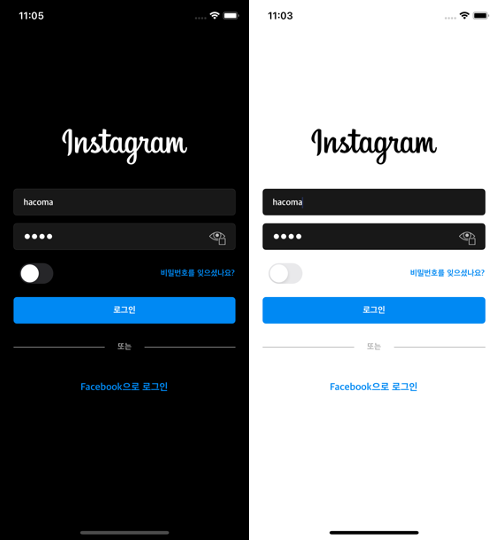 11:05
Instagram
hacoma
비밀번호를 잊으셨나요?
로그인
또는
Facebook으로 로그인
11:03
Instagram
hacoma
비밀번호를 잊으셨나요?
로그인
또는
Facebook으로 로그인